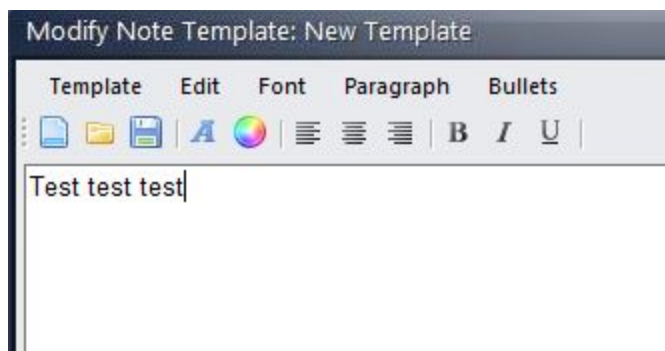 Modify Note Template: New Template
Template Edit Font Paragraph Bullets
A B I U
Test test test